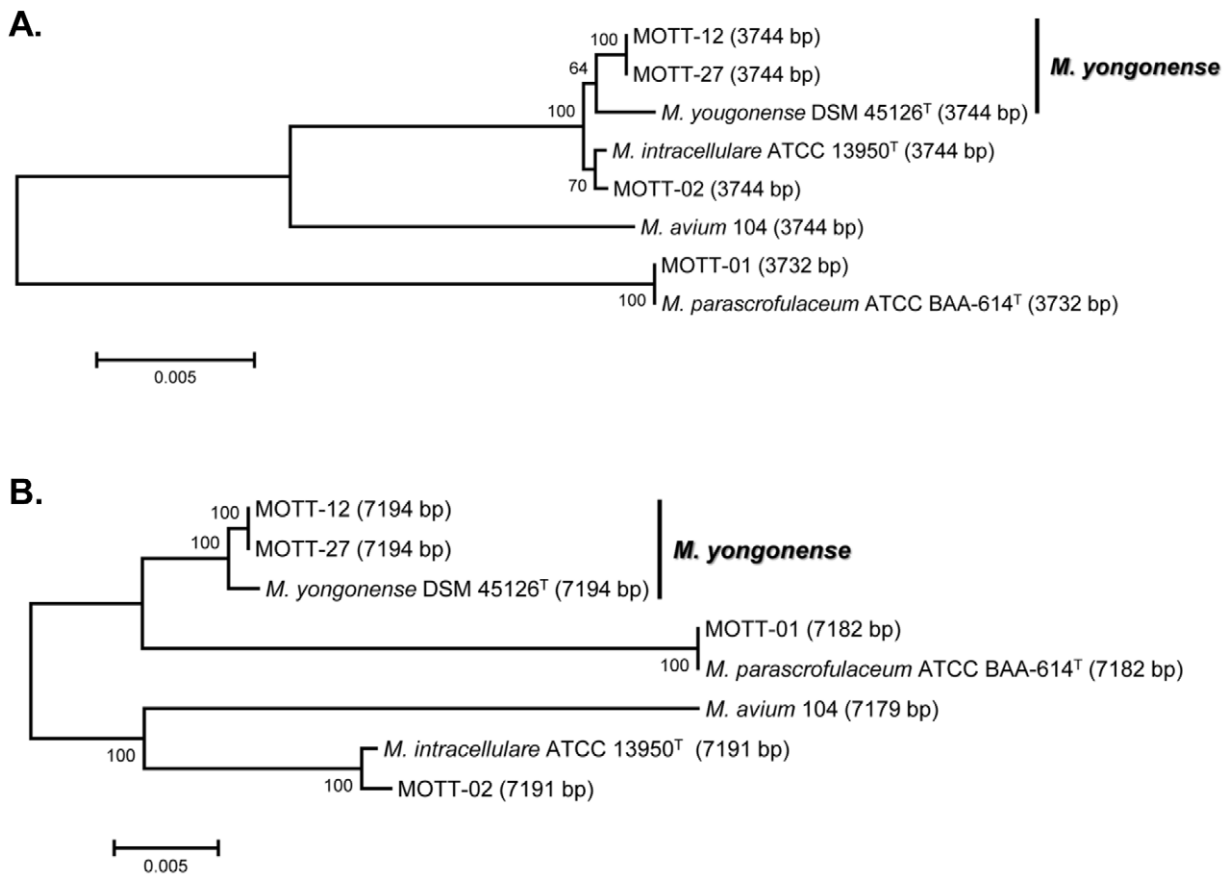 A.
100
MOTT-12 (3744 bp)
64
MOTT-27 (3744 bp)
M. yongonense
100
M. yougonense DSM 45126ᵀ (3744 bp)
M. intracellulare ATCC 13950ᵀ (3744 bp)
70
MOTT-02 (3744 bp)
M. avium 104 (3744 bp)
MOTT-01 (3732 bp)
100
M. parascrofulaceum ATCC BAA-614ᵀ (3732 bp)
0.005
B.
100
MOTT-12 (7194 bp)
100
MOTT-27 (7194 bp)
M. yongonense
M. yongonense DSM 45126ᵀ (7194 bp)
MOTT-01 (7182 bp)
100
M. parascrofulaceum ATCC BAA-614ᵀ (7182 bp)
M. avium 104 (7179 bp)
100
M. intracellulare ATCC 13950ᵀ (7191 bp)
100
MOTT-02 (7191 bp)
0.005